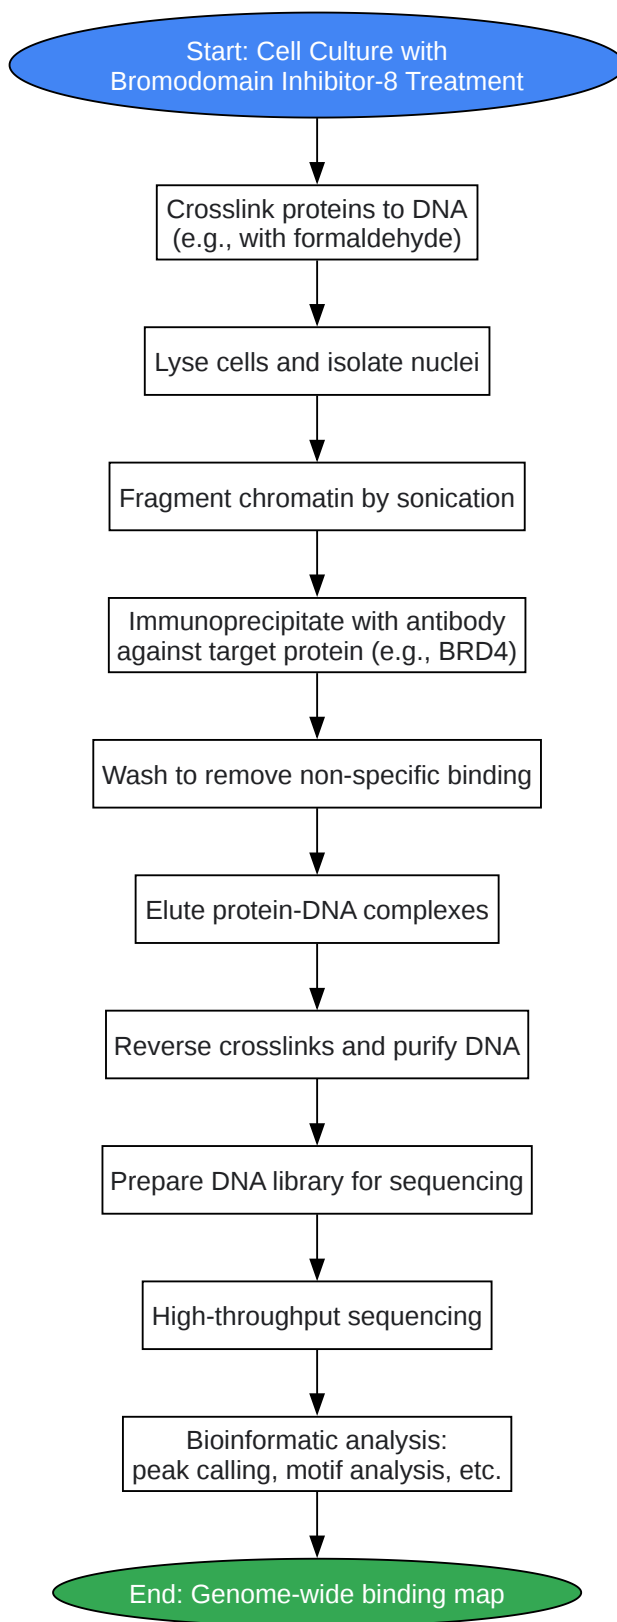 Start: Cell Culture with
Bromodomain Inhibitor-8 Treatment
Crosslink proteins to DNA
(e.g., with formaldehyde)
Lyse cells and isolate nuclei
Fragment chromatin by sonication
Immunoprecipitate with antibody
against target protein (e.g., BRD4)
Wash to remove non-specific binding
Elute protein-DNA complexes
Reverse crosslinks and purify DNA
Prepare DNA library for sequencing
High-throughput sequencing
Bioinformatic analysis:
peak calling, motif analysis, etc.
End: Genome-wide binding map